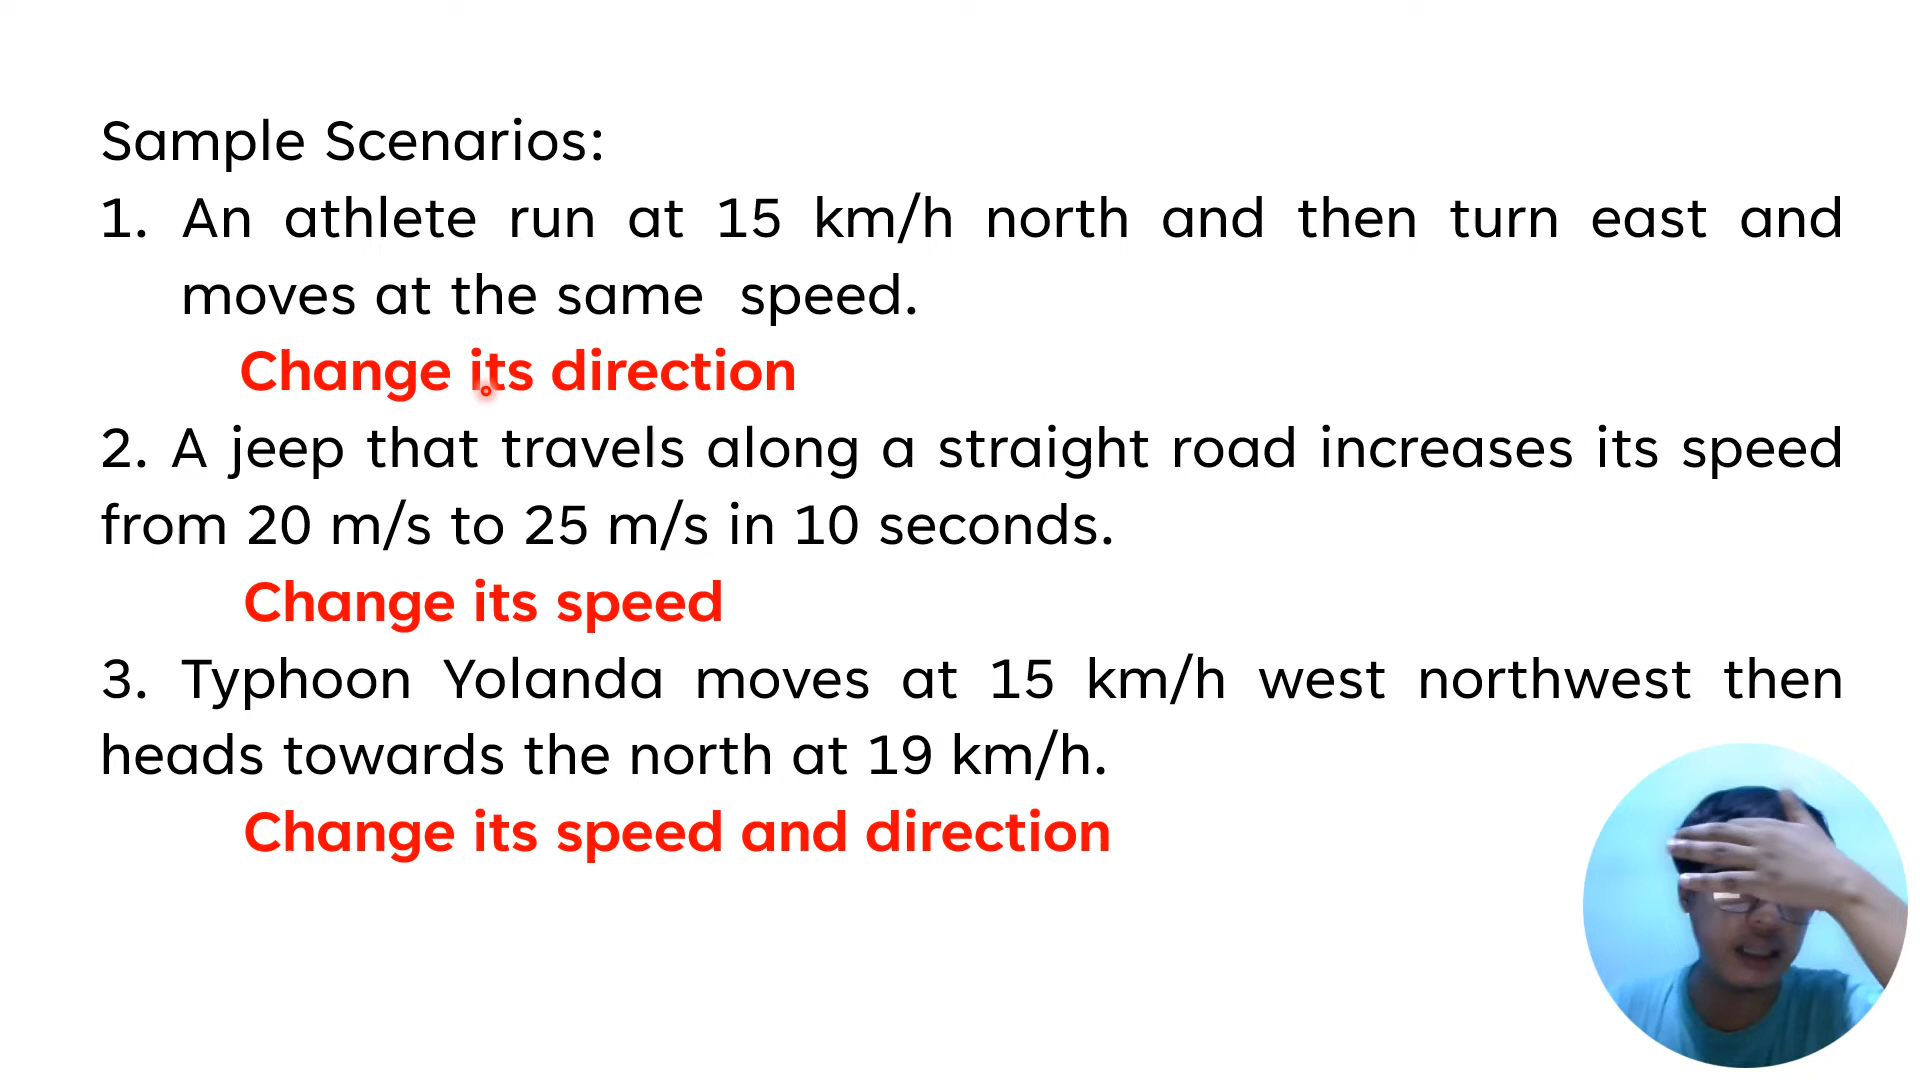 Sample Scenarios:
1. An athlete run at 15 km/h north and then turn east and
moves at the same speed.
Change its direction
2. A jeep that travels along a straight road increases its speed
from 20 m/s to 25 m/s in 10 seconds.
Change its speed
3. Typhoon Yolanda moves at 15 km/h west northwest then
heads towards the north at 19 km/h.
Change its speed and direction